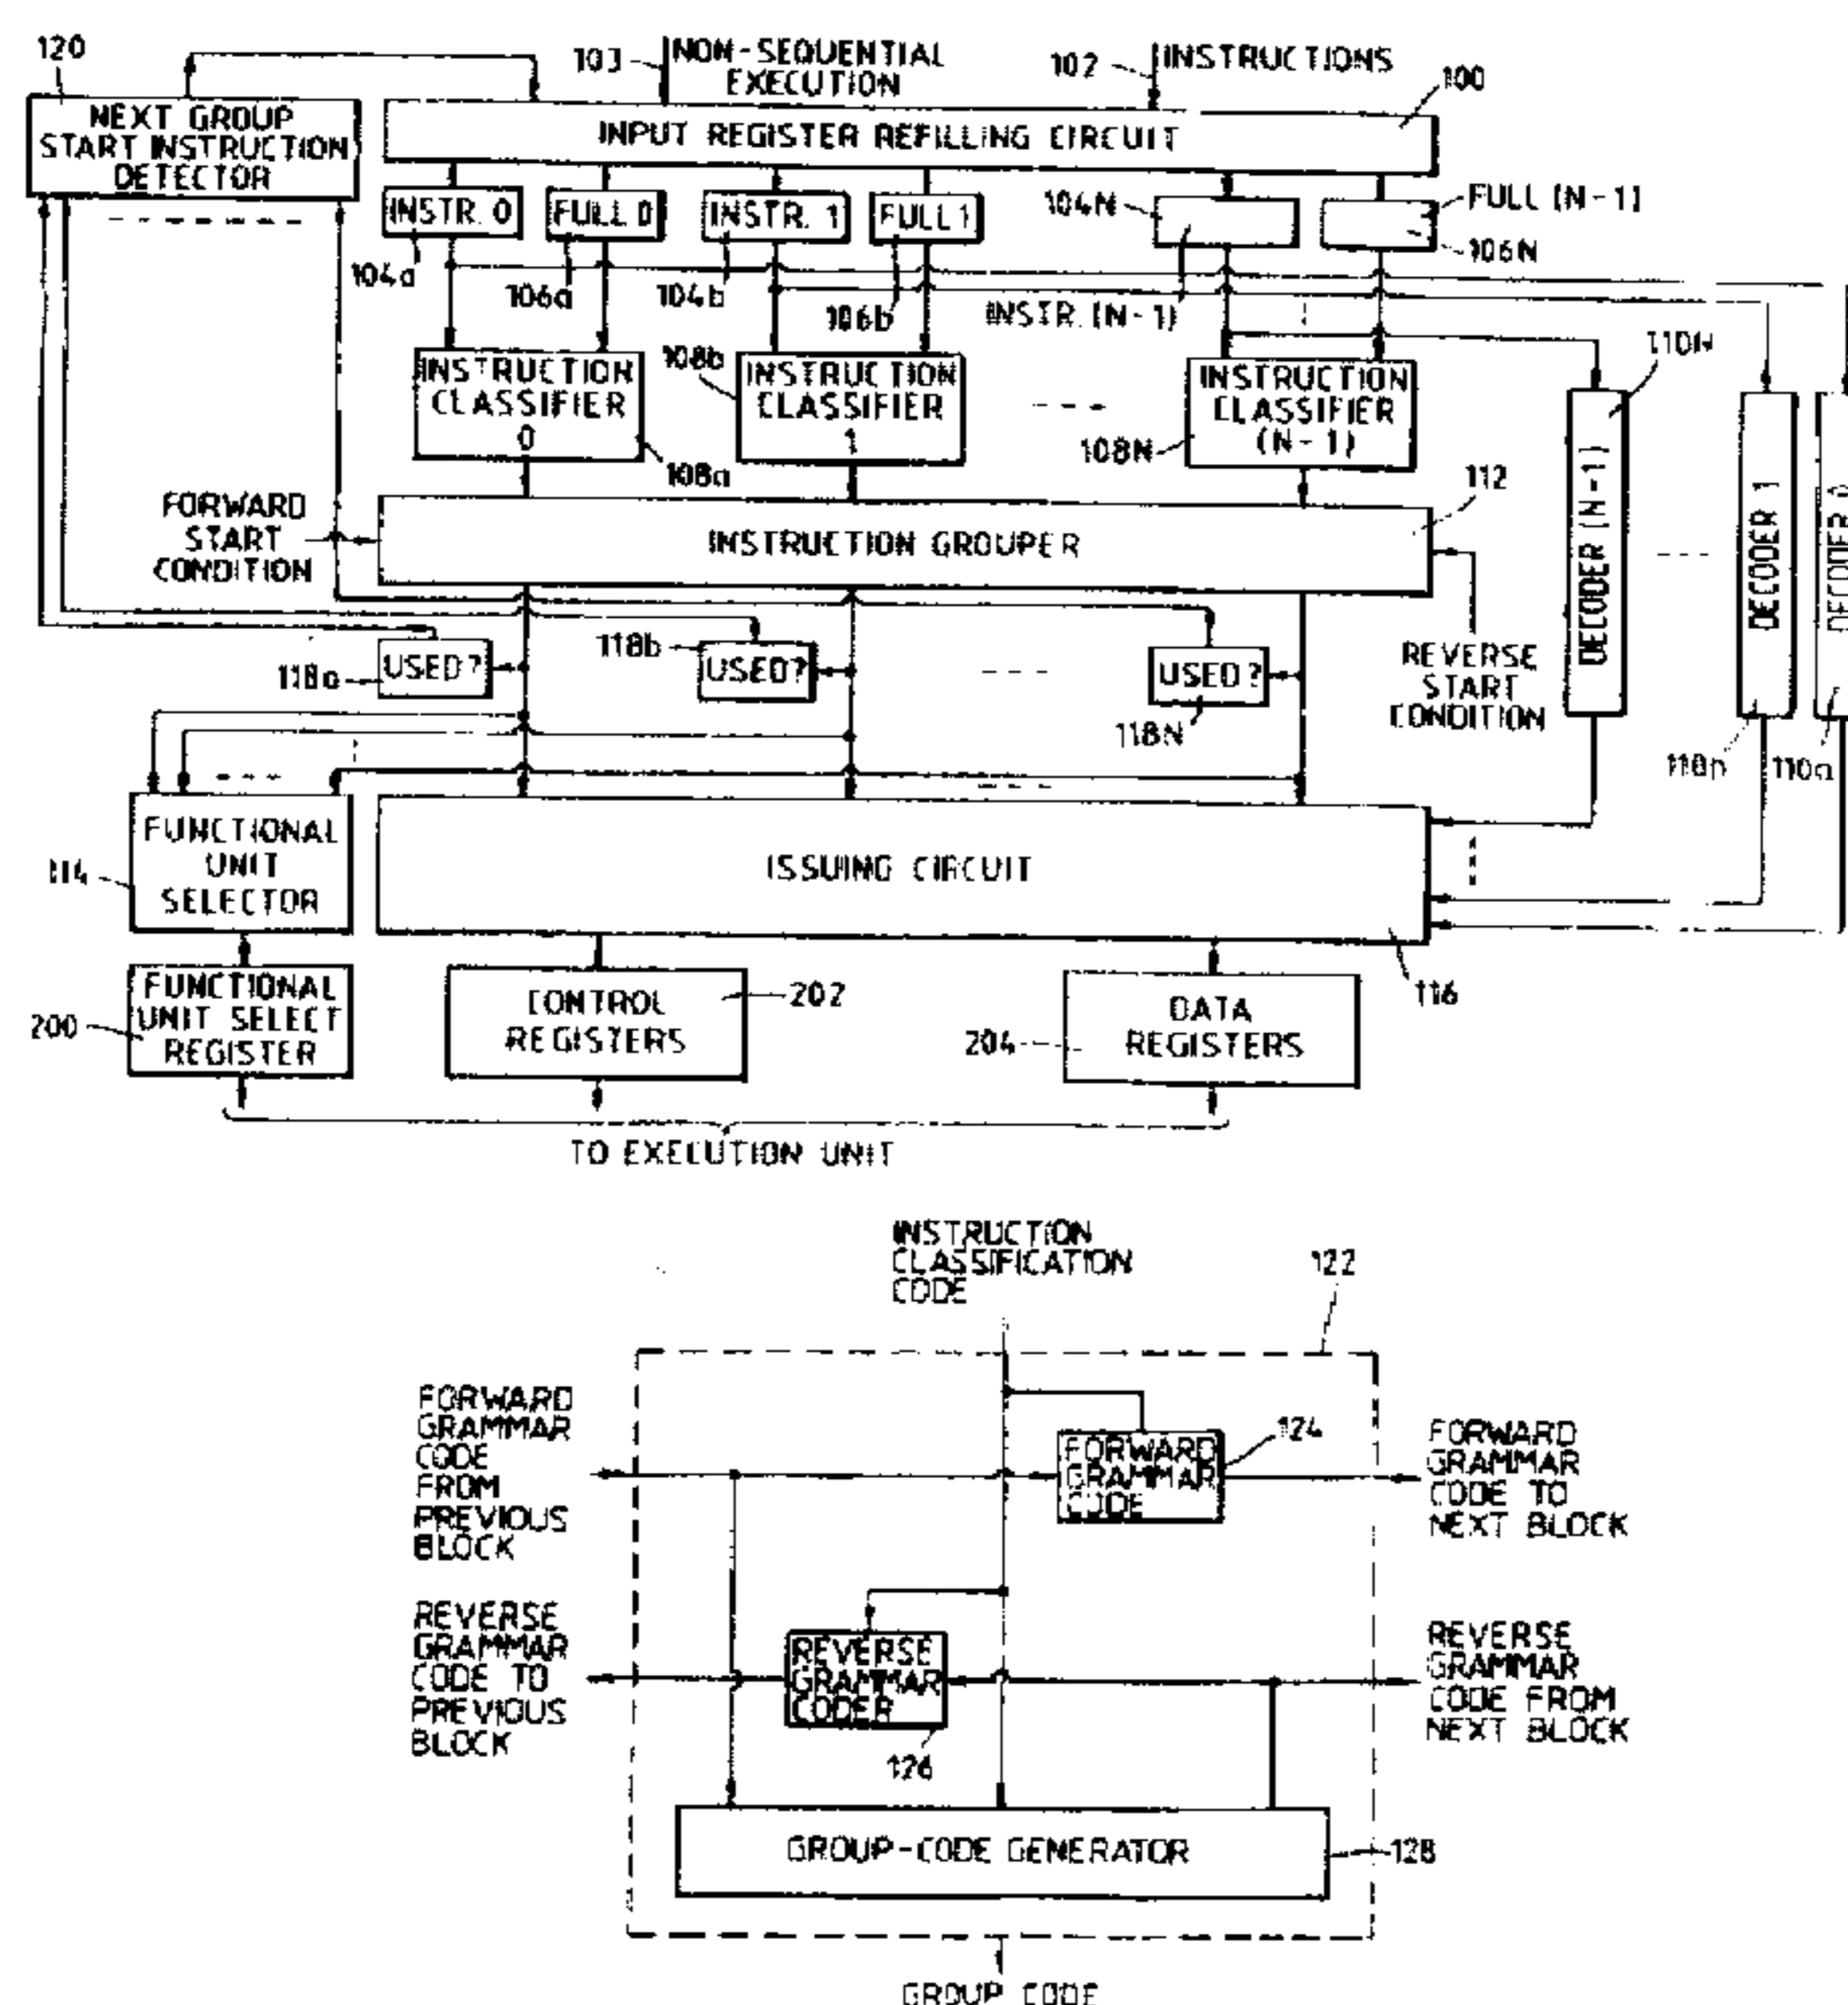 120
103
NON-SEQUENTIAL
EXECUTION
102
INSTRUCTIONS
100
NEXT GROUP
START INSTRUCTION
DETECTOR
INPUT REGISTER REFILLING CIRCUIT
INSTR. 0
FULL 0
INSTR. 1
FULL 1
104N
FULL (N-1)
106N
104a
106a
104b
106b
INSTR. (N-1)
110N
INSTRUCTION
CLASSIFIER
0
108a
108b
INSTRUCTION
CLASSIFIER
1
INSTRUCTION
CLASSIFIER
(N-1)
108N
112
FORWARD
START
CONDITION
INSTRUCTION GROUPER
DECODER (N-1)
DECODER 1
DECODER
118a
USED?
118b
USED?
USED?
118N
REVERSE
START
CONDITION
110a
FUNCTIONAL
UNIT
SELECTOR
114
ISSUING CIRCUIT
116
FUNCTIONAL
UNIT SELECT
REGISTER
200
CONTROL
REGISTERS
202
204
DATA
REGISTERS
TO EXECUTION UNIT
INSTRUCTION
CLASSIFICATION
CODE
122
FORWARD
GRAMMAR
CODE
FROM
PREVIOUS
BLOCK
FORWARD
GRAMMAR
CODE
124
FORWARD
GRAMMAR
CODE TO
NEXT BLOCK
REVERSE
GRAMMAR
CODE TO
PREVIOUS
BLOCK
REVERSE
GRAMMAR
CODER
126
REVERSE
GRAMMAR
CODE FROM
NEXT BLOCK
GROUP-CODE GENERATOR
128
GROUP CODE